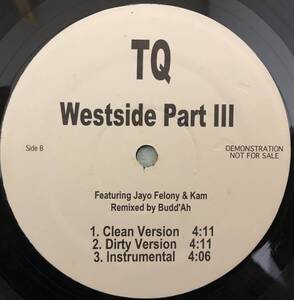 TQ
Westside Part III
Side B
DEMONSTRATION
NOT FOR SALE
Featuring Jayo Felony & Kam
Remixed by Budd'Ah
1. Clean Version 4:11
2. Dirty Version 4:11
3. Instrumental 4:06